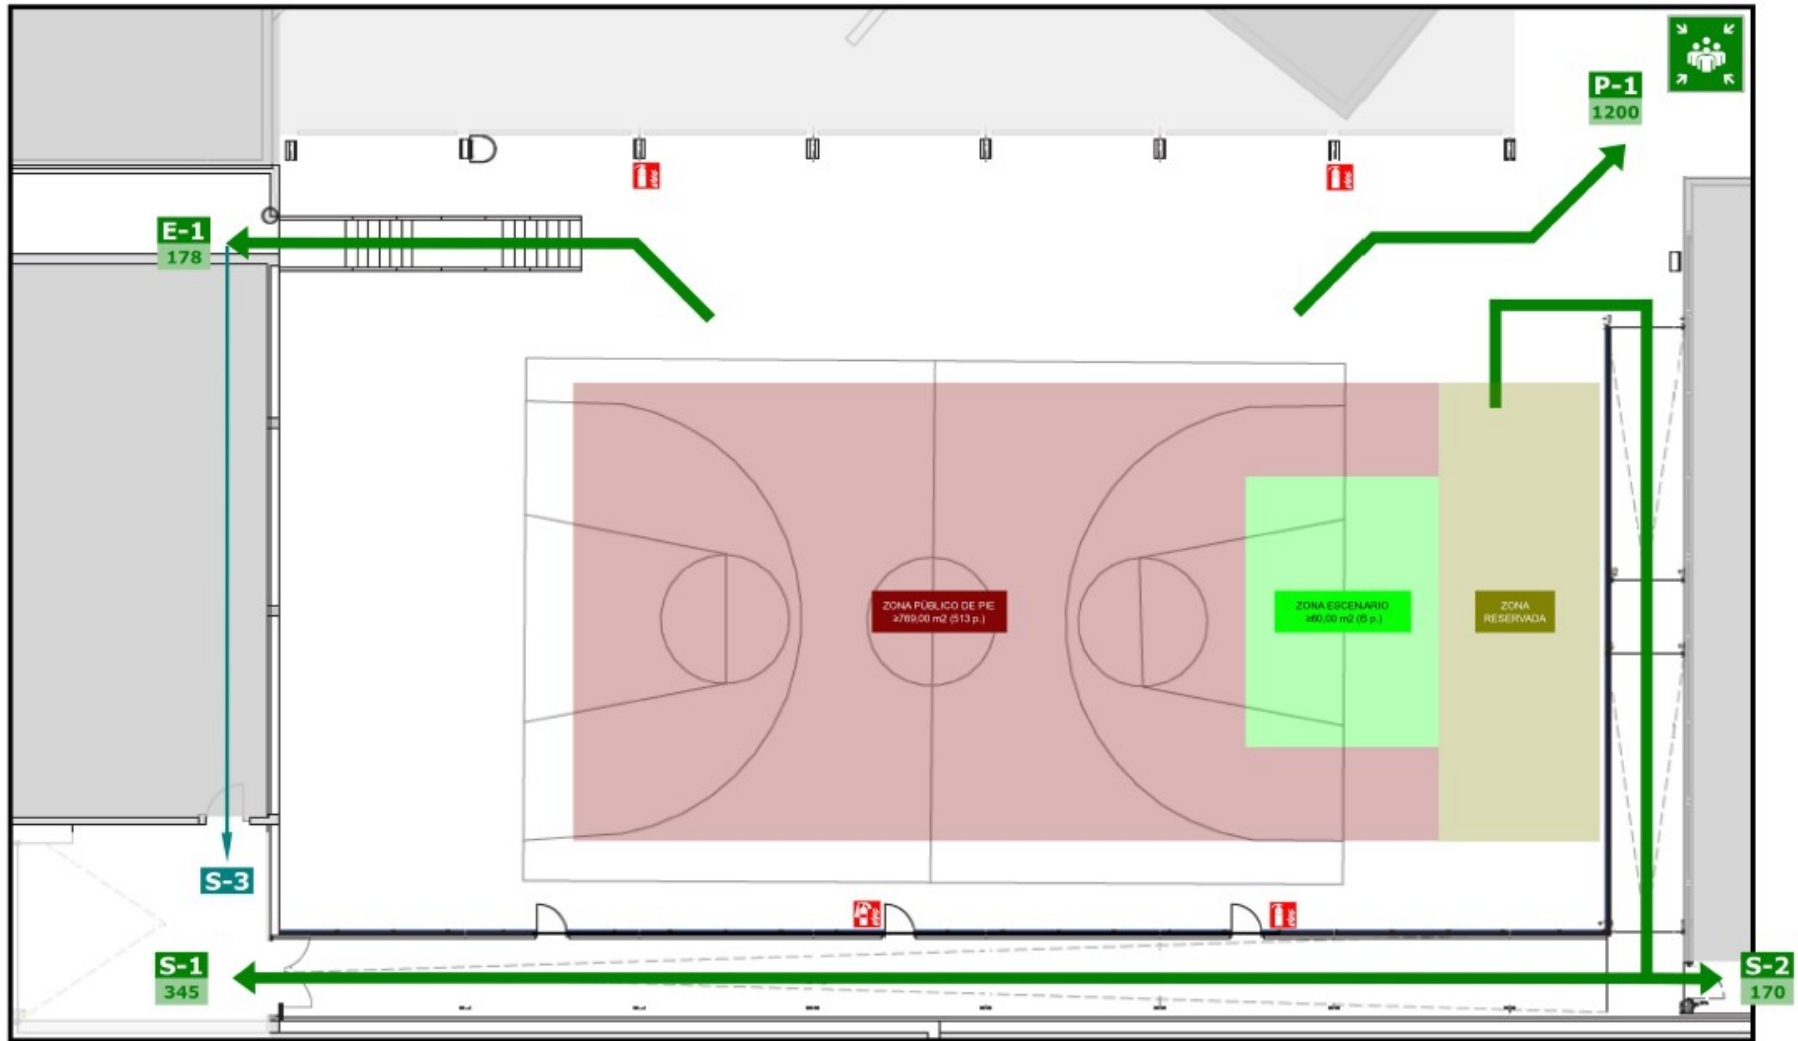 P-1
1200
E-1
178
ZONA PÚBLICO DE PIE
≥769,00 m2 (513 p.)
ZONA ESCENARIO
≥60,00 m2 (6 p.)
ZONA
RESERVADA
S-3
S-1
345
S-2
170